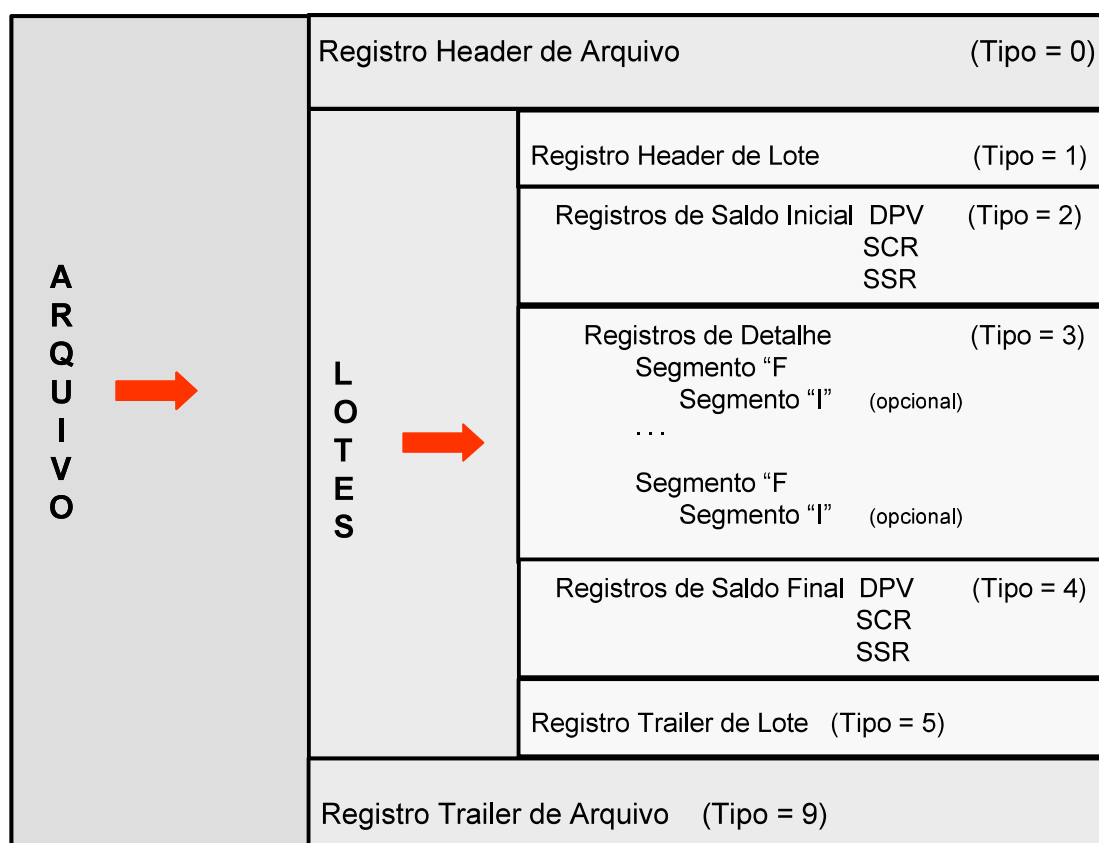 Registro Header de Arquivo (Tipo = 0)
ARQUIVO
LOTES
Registro Header de Lote (Tipo = 1)
Registros de Saldo Inicial DPV (Tipo = 2)
SCR
SSR
Registros de Detalhe (Tipo = 3)
Segmento “F
Segmento “I” (opcional)
. . .
Segmento “F
Segmento “I” (opcional)
Registros de Saldo Final DPV (Tipo = 4)
SCR
SSR
Registro Trailer de Lote (Tipo = 5)
Registro Trailer de Arquivo (Tipo = 9)